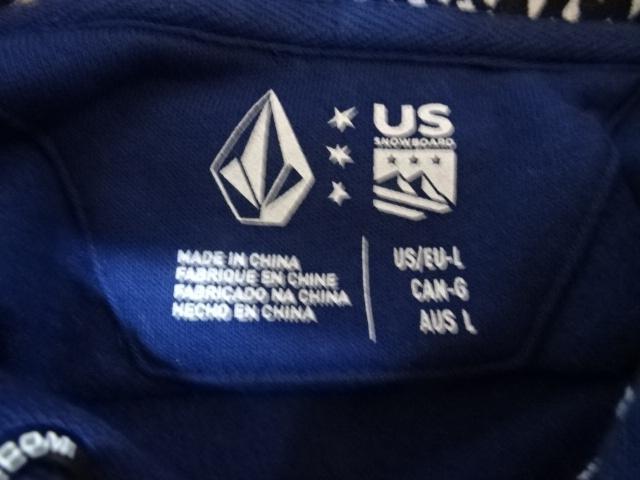 US
SNOWBOARD
MADE IN CHINA
FABRIQUE EN CHINE
FABRICADO NA CHINA
HECHO EN CHINA
US/EU-L
CAN-G
AUS L